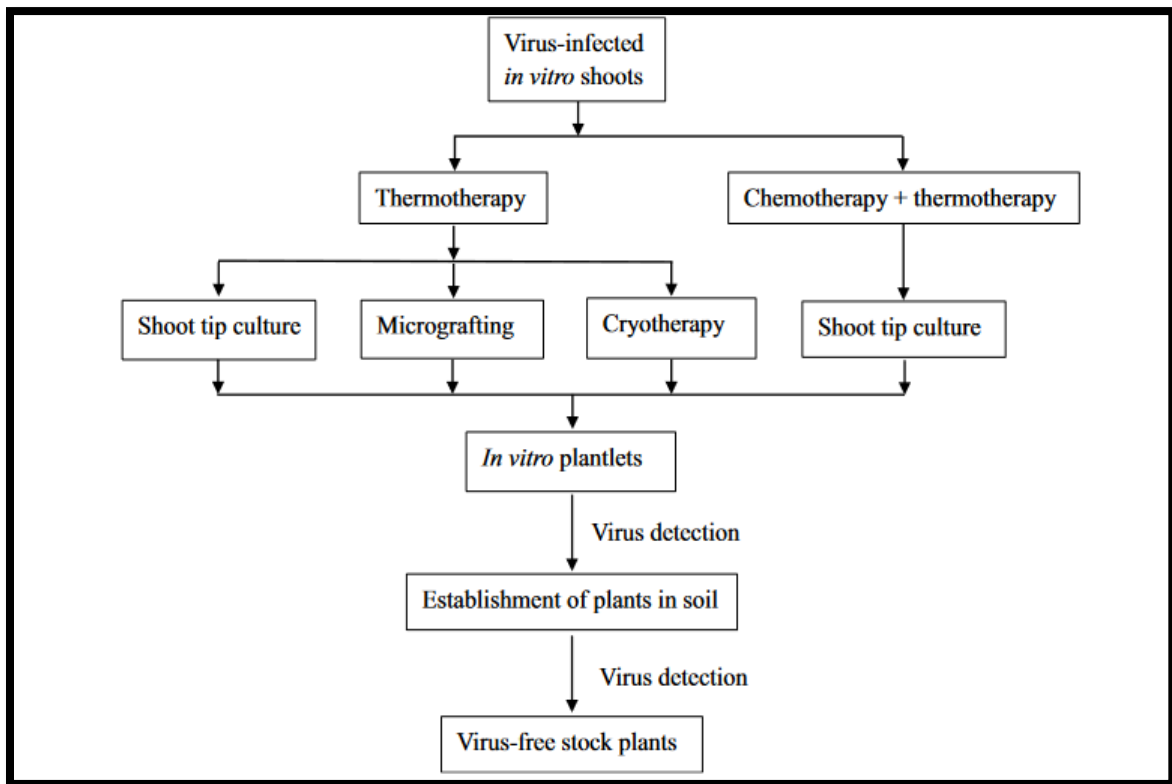 Virus-infected
in vitro shoots
Thermotherapy
Chemotherapy + thermotherapy
Shoot tip culture
Micrografting
Cryotherapy
Shoot tip culture
In vitro plantlets
Virus detection
Establishment of plants in soil
Virus detection
Virus-free stock plants